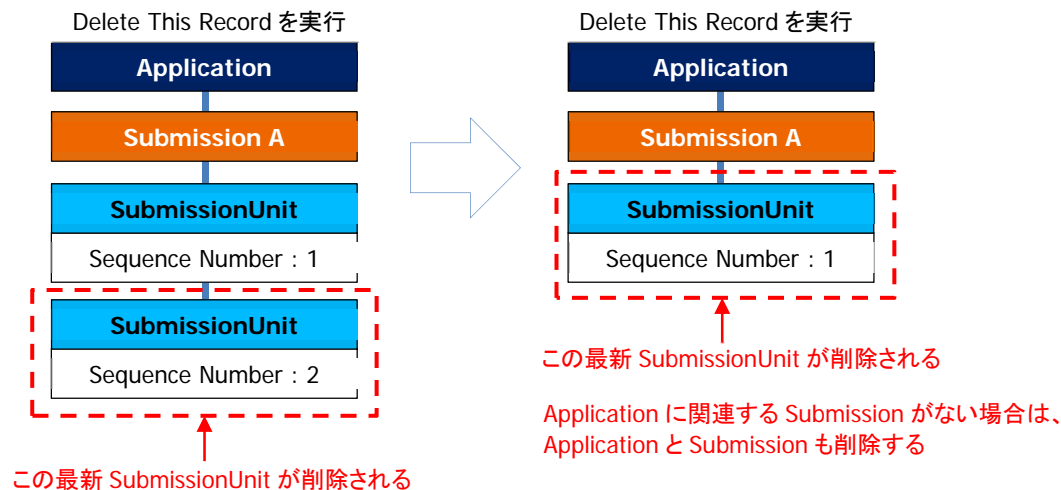 Delete This Record を実行
Application
Submission A
SubmissionUnit
Sequence Number : 1
SubmissionUnit
Sequence Number : 2
この最新 SubmissionUnit が削除される
Delete This Record を実行
Application
Submission A
SubmissionUnit
Sequence Number : 1
この最新 SubmissionUnit が削除される
Application に関連する Submission がない場合は、
Application と Submission も削除する